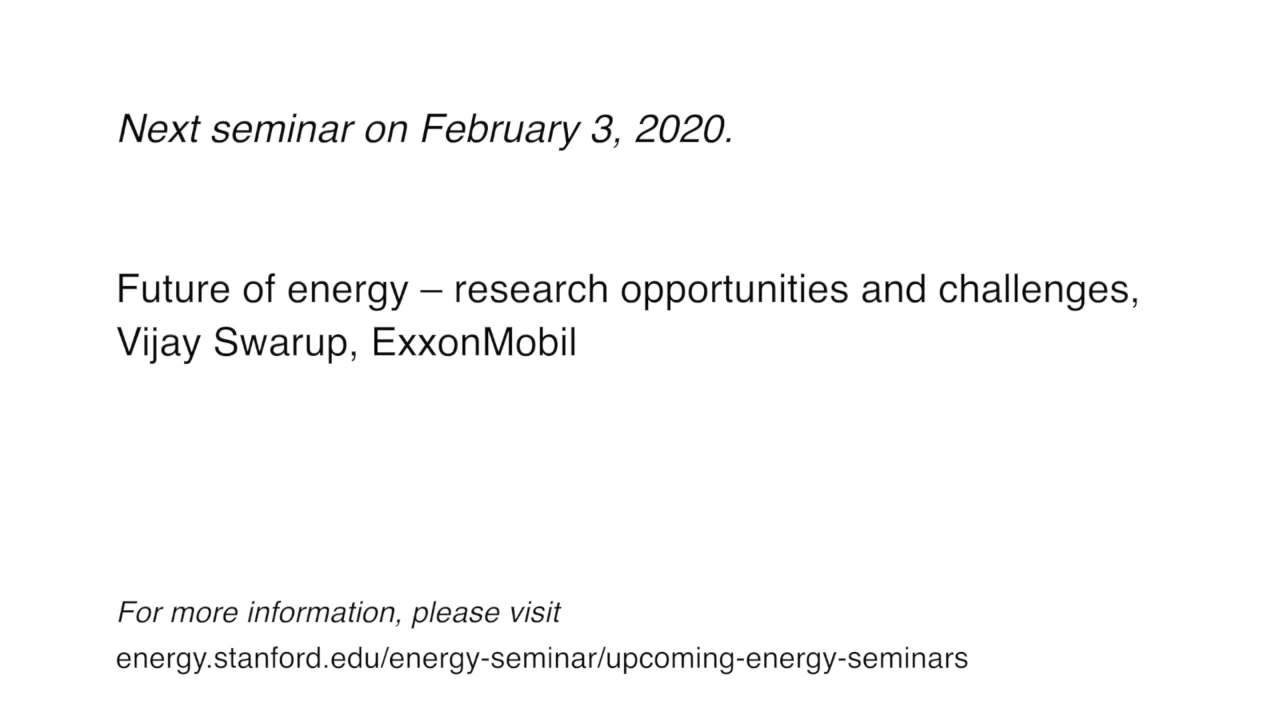 Next seminar on February 3, 2020.
Future of energy – research opportunities and challenges,
Vijay Swarup, ExxonMobil
For more information, please visit
energy.stanford.edu/energy-seminar/upcoming-energy-seminars